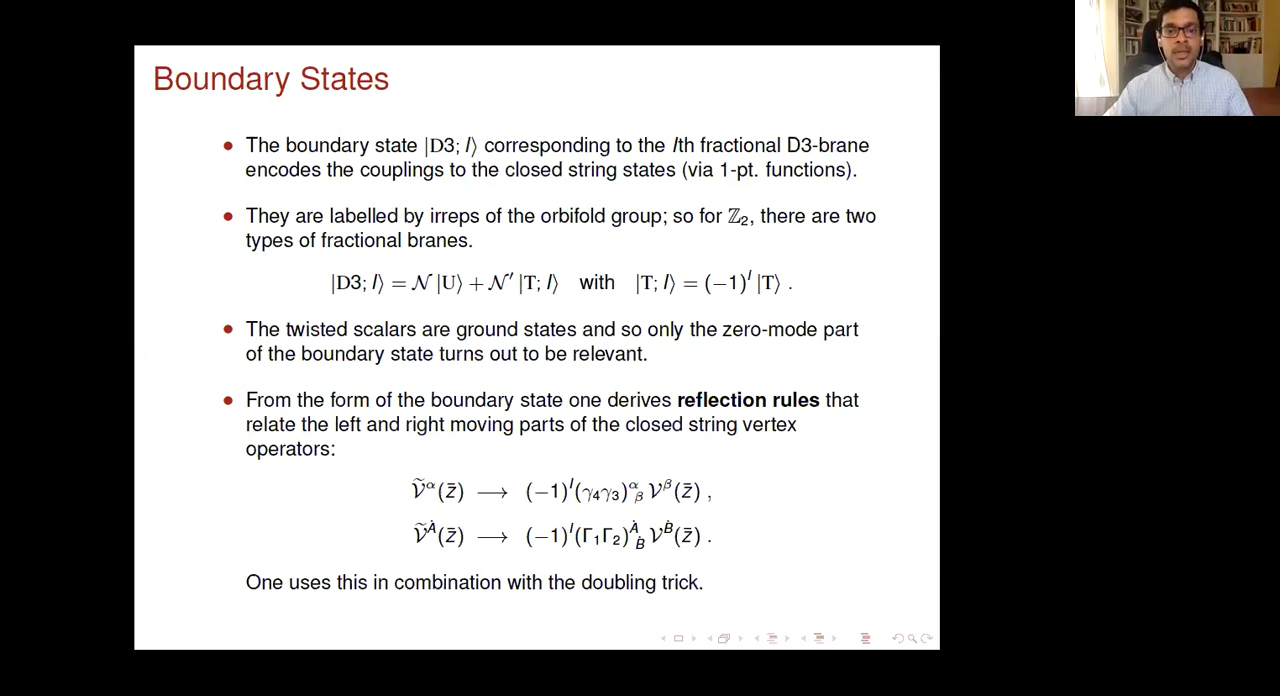 Boundary States
• The boundary state |D3; I⟩ corresponding to the Ith fractional D3-brane
encodes the couplings to the closed string states (via 1-pt. functions).
• They are labelled by irreps of the orbifold group; so for ℤ₂, there are two
types of fractional branes.
|D3; I⟩ = 𝒩 |U⟩ + 𝒩′ |T; I⟩ with |T; I⟩ = (−1)ᴵ |T⟩ .
• The twisted scalars are ground states and so only the zero-mode part
of the boundary state turns out to be relevant.
• From the form of the boundary state one derives reflection rules that
relate the left and right moving parts of the closed string vertex
operators:
𝒱̃^α(z̄) ⟶ (−1)^I(γ₄γ₃)^α_β 𝒱^β(z̄) ,
𝒱̃^Ȧ(z̄) ⟶ (−1)^I(Γ₁Γ₂)^Ȧ_Ḃ 𝒱^Ḃ(z̄) .
One uses this in combination with the doubling trick.